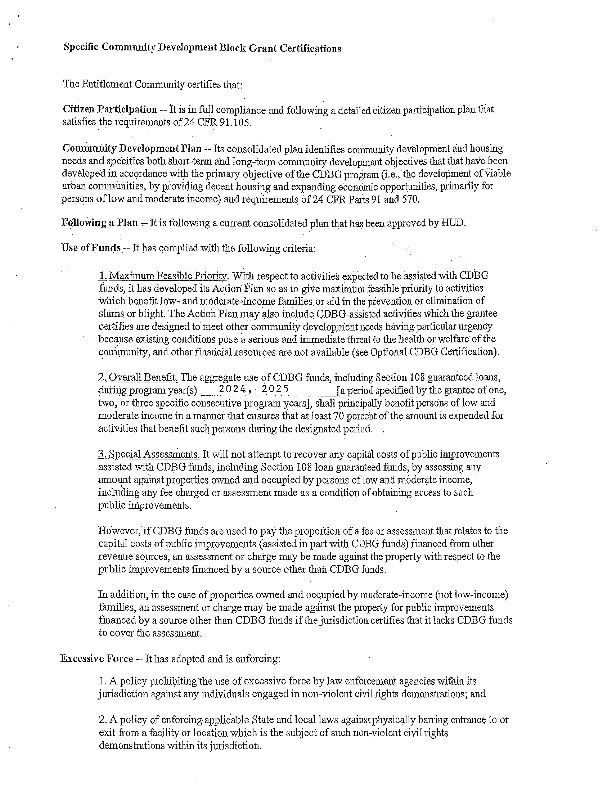 Specific Community Development Block Grant Certifications
The Entitlement Community certifies that:
Citizen Participation -- It is in full compliance and following a detailed citizen participation plan that
satisfies the requirements of 24 CFR 91.105.
Community Development Plan -- Its consolidated plan identifies community development and housing
needs and specifies both short-term and long-term community development objectives that that have been
developed in accordance with the primary objective of the CDBG program (i.e., the development of viable
urban communities, by providing decent housing and expanding economic opportunities, primarily for
persons of low and moderate income) and requirements of 24 CFR Parts 91 and 570.
Following a Plan -- It is following a current consolidated plan that has been approved by HUD.
Use of Funds -- It has complied with the following criteria:
1. Maximum Feasible Priority. With respect to activities expected to be assisted with CDBG
funds, it has developed its Action Plan so as to give maximum feasible priority to activities
which benefit low- and moderate-income families or aid in the prevention or elimination of
slums or blight. The Action Plan may also include CDBG-assisted activities which the grantee
certifies are designed to meet other community development needs having particular urgency
because existing conditions pose a serious and immediate threat to the health or welfare of the
community, and other financial resources are not available (see Optional CDBG Certification).
2. Overall Benefit. The aggregate use of CDBG funds, including Section 108 guaranteed loans,
during program year(s) 2024, 2025 [a period specified by the grantee of one,
two, or three specific consecutive program years], shall principally benefit persons of low and
moderate income in a manner that ensures that at least 70 percent of the amount is expended for
activities that benefit such persons during the designated period.
3. Special Assessments. It will not attempt to recover any capital costs of public improvements
assisted with CDBG funds, including Section 108 loan guaranteed funds, by assessing any
amount against properties owned and occupied by persons of low and moderate income,
including any fee charged or assessment made as a condition of obtaining access to such
public improvements.
However, if CDBG funds are used to pay the proportion of a fee or assessment that relates to the
capital costs of public improvements (assisted in part with CDBG funds) financed from other
revenue sources, an assessment or charge may be made against the property with respect to the
public improvements financed by a source other than CDBG funds.
In addition, in the case of properties owned and occupied by moderate-income (not low-income)
families, an assessment or charge may be made against the property for public improvements
financed by a source other than CDBG funds if the jurisdiction certifies that it lacks CDBG funds
to cover the assessment.
Excessive Force -- It has adopted and is enforcing:
1. A policy prohibiting the use of excessive force by law enforcement agencies within its
jurisdiction against any individuals engaged in non-violent civil rights demonstrations; and
2. A policy of enforcing applicable State and local laws against physically barring entrance to or
exit from a facility or location which is the subject of such non-violent civil rights
demonstrations within its jurisdiction.